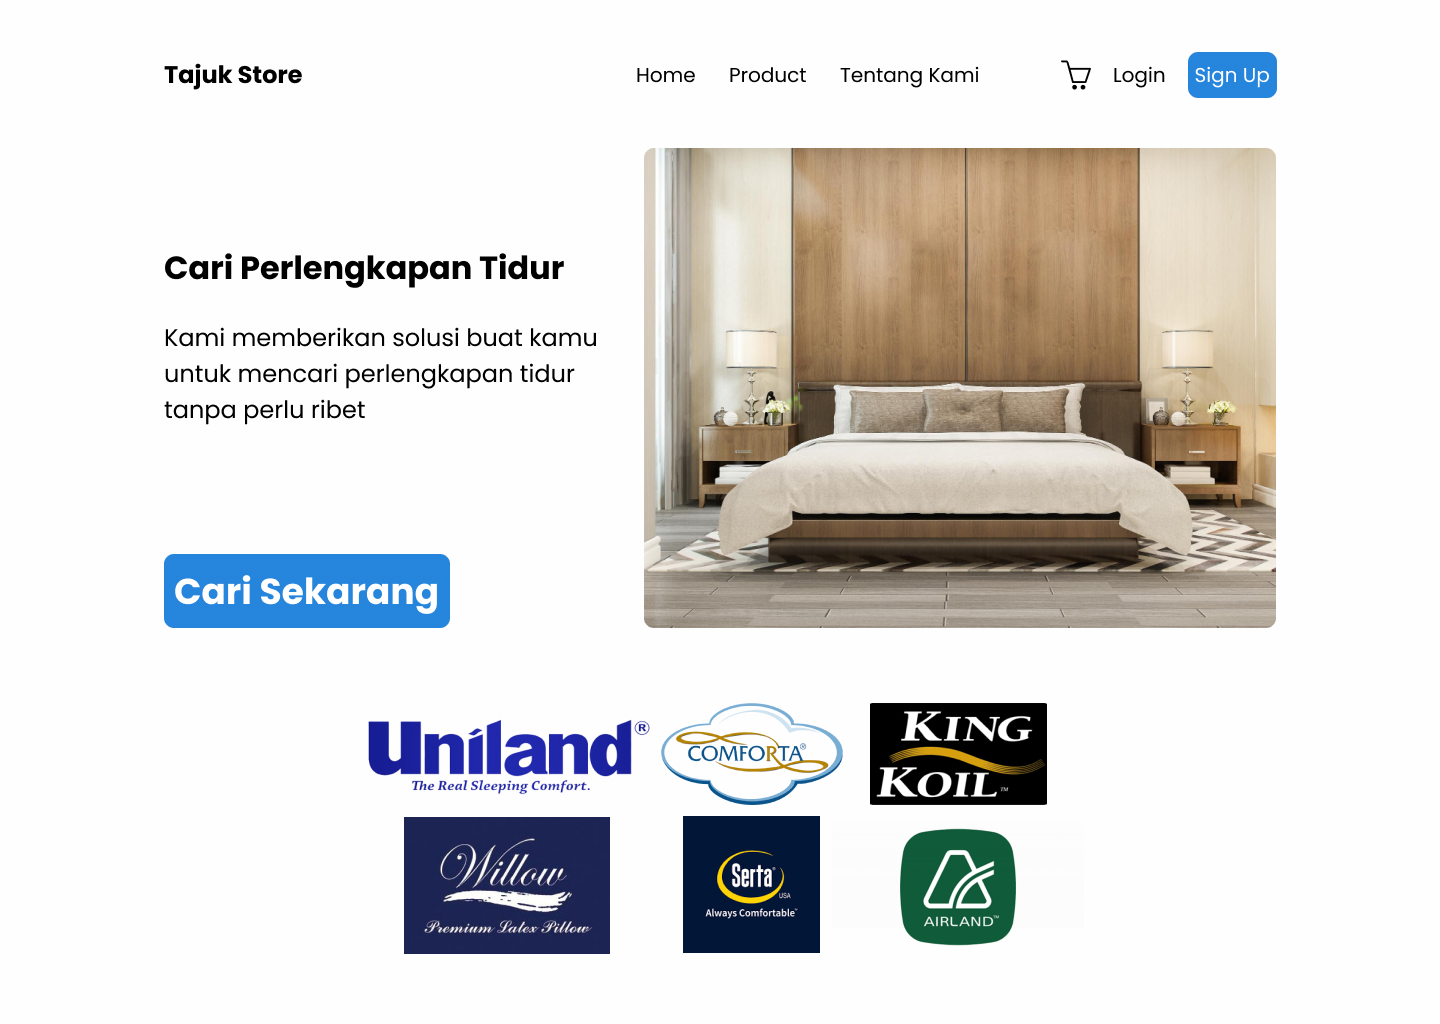 Tajuk Store
Home Product Tentang Kami Login Sign Up
Cari Perlengkapan Tidur
Kami memberikan solusi buat kamu
untuk mencari perlengkapan tidur
tanpa perlu ribet
Cari Sekarang
Uniland®
The Real Sleeping Comfort.
COMFORTA®
KING
KOIL™
Willow
Premium Latex Pillow
Serta™
USA
Always Comfortable™
AIRLAND™